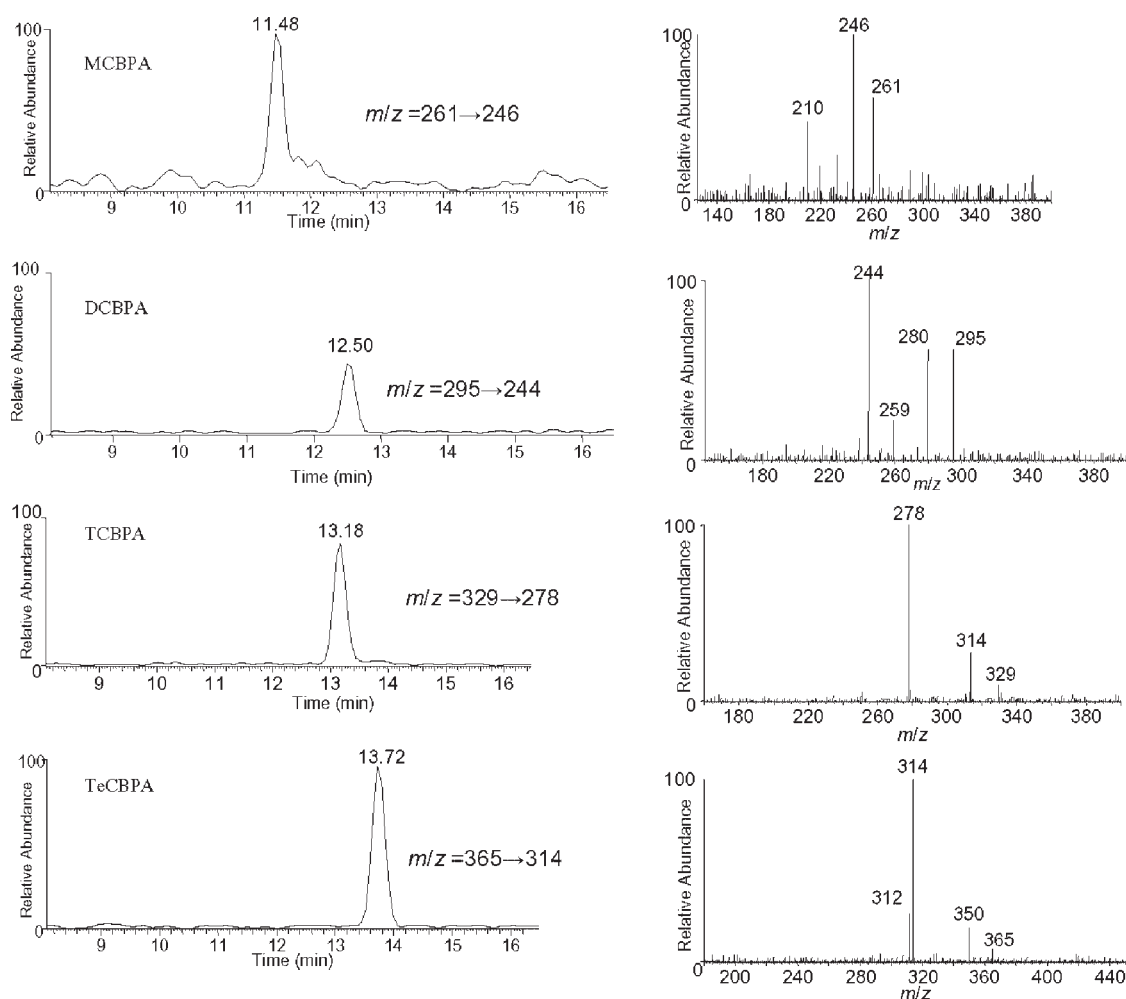 100
11.48
MCBPA
m/z =261→246
Relative Abundance
0
9 10 11 12 13 14 15 16
Time (min)
100
246
261
210
Relative Abundance
0
140 180 220 260 300 340 380
m/z
100
DCBPA
12.50
m/z =295→244
Relative Abundance
0
9 10 11 12 13 14 15 16
Time (min)
244
100
280 295
259
Relative Abundance
0
180 220 260 300 340 380
m/z
100
TCBPA
13.18
m/z =329→278
Relative Abundance
0
9 10 11 12 13 14 15 16
Time (min)
278
100
314
329
Relative Abundance
0
180 220 260 300 340 380
m/z
100
13.72
TeCBPA
m/z =365→314
Relative Abundance
0
9 10 11 12 13 14 15 16
Time (min)
314
100
312
350
365
Relative Abundance
0
200 240 280 320 360 400 440
m/z